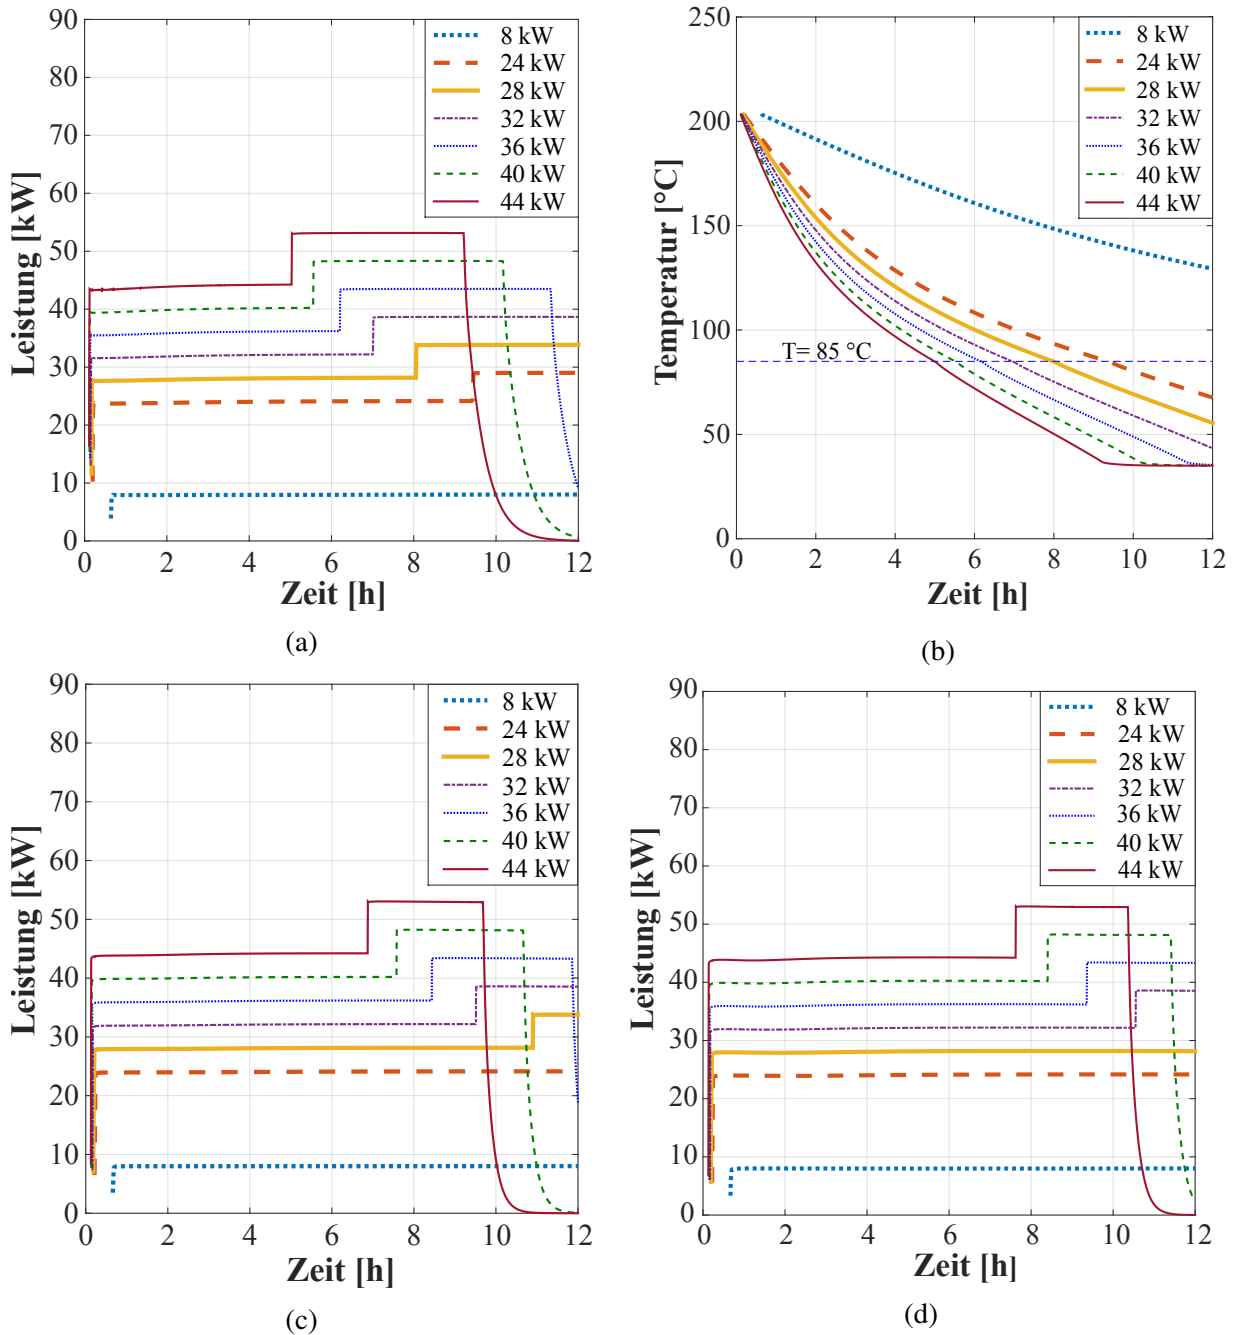 90
80
70
60
50
40
30
20
10
0
Leistung [kW]
8 kW
24 kW
28 kW
32 kW
36 kW
40 kW
44 kW
0 2 4 6 8 10 12
Zeit [h]
(a)
250
200
150
100
50
0
Temperatur [°C]
8 kW
24 kW
28 kW
32 kW
36 kW
40 kW
44 kW
T= 85 °C
0 2 4 6 8 10 12
Zeit [h]
(b)
90
80
70
60
50
40
30
20
10
0
Leistung [kW]
8 kW
24 kW
28 kW
32 kW
36 kW
40 kW
44 kW
0 2 4 6 8 10 12
Zeit [h]
(c)
90
80
70
60
50
40
30
20
10
0
Leistung [kW]
8 kW
24 kW
28 kW
32 kW
36 kW
40 kW
44 kW
0 2 4 6 8 10 12
Zeit [h]
(d)